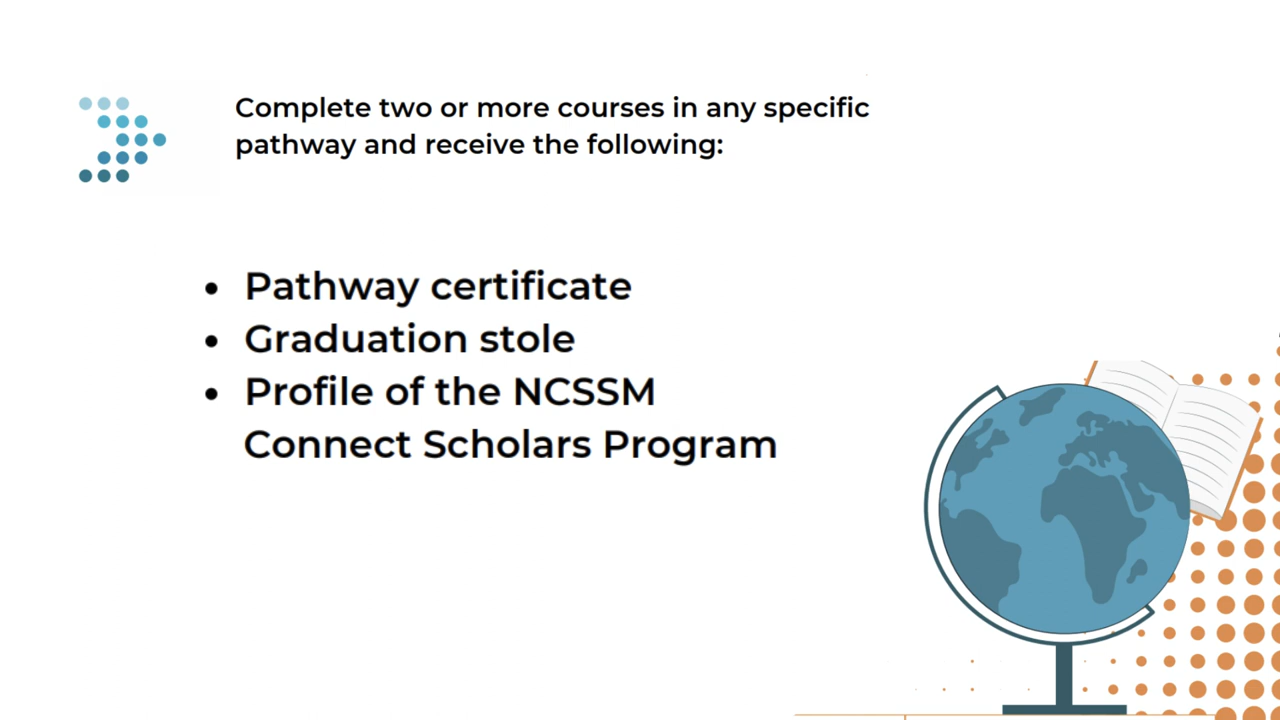 Complete two or more courses in any specific
pathway and receive the following:
• Pathway certificate
• Graduation stole
• Profile of the NCSSM
Connect Scholars Program